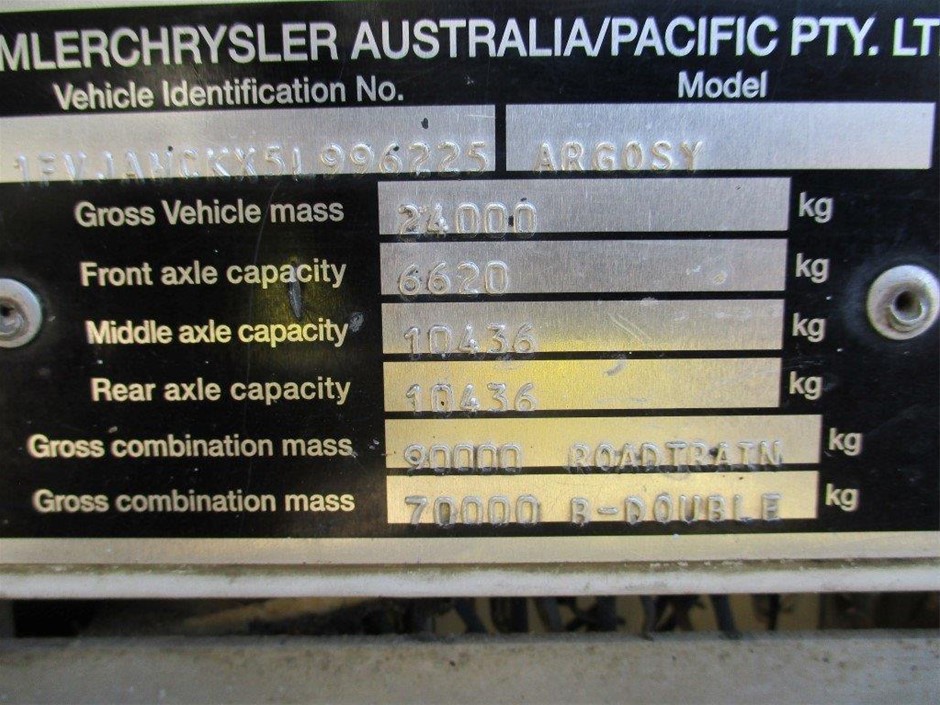 MLERCHRYSLER AUSTRALIA/PACIFIC PTY. LT
Vehicle Identification No. Model
1FVJAHCKX5L996225 ARGOSY
Gross Vehicle mass 24000 kg
Front axle capacity 6620 kg
Middle axle capacity 10436 kg
Rear axle capacity 10436 kg
Gross combination mass 90000 ROADTRAIN kg
Gross combination mass 70000 B-DOUBLE kg